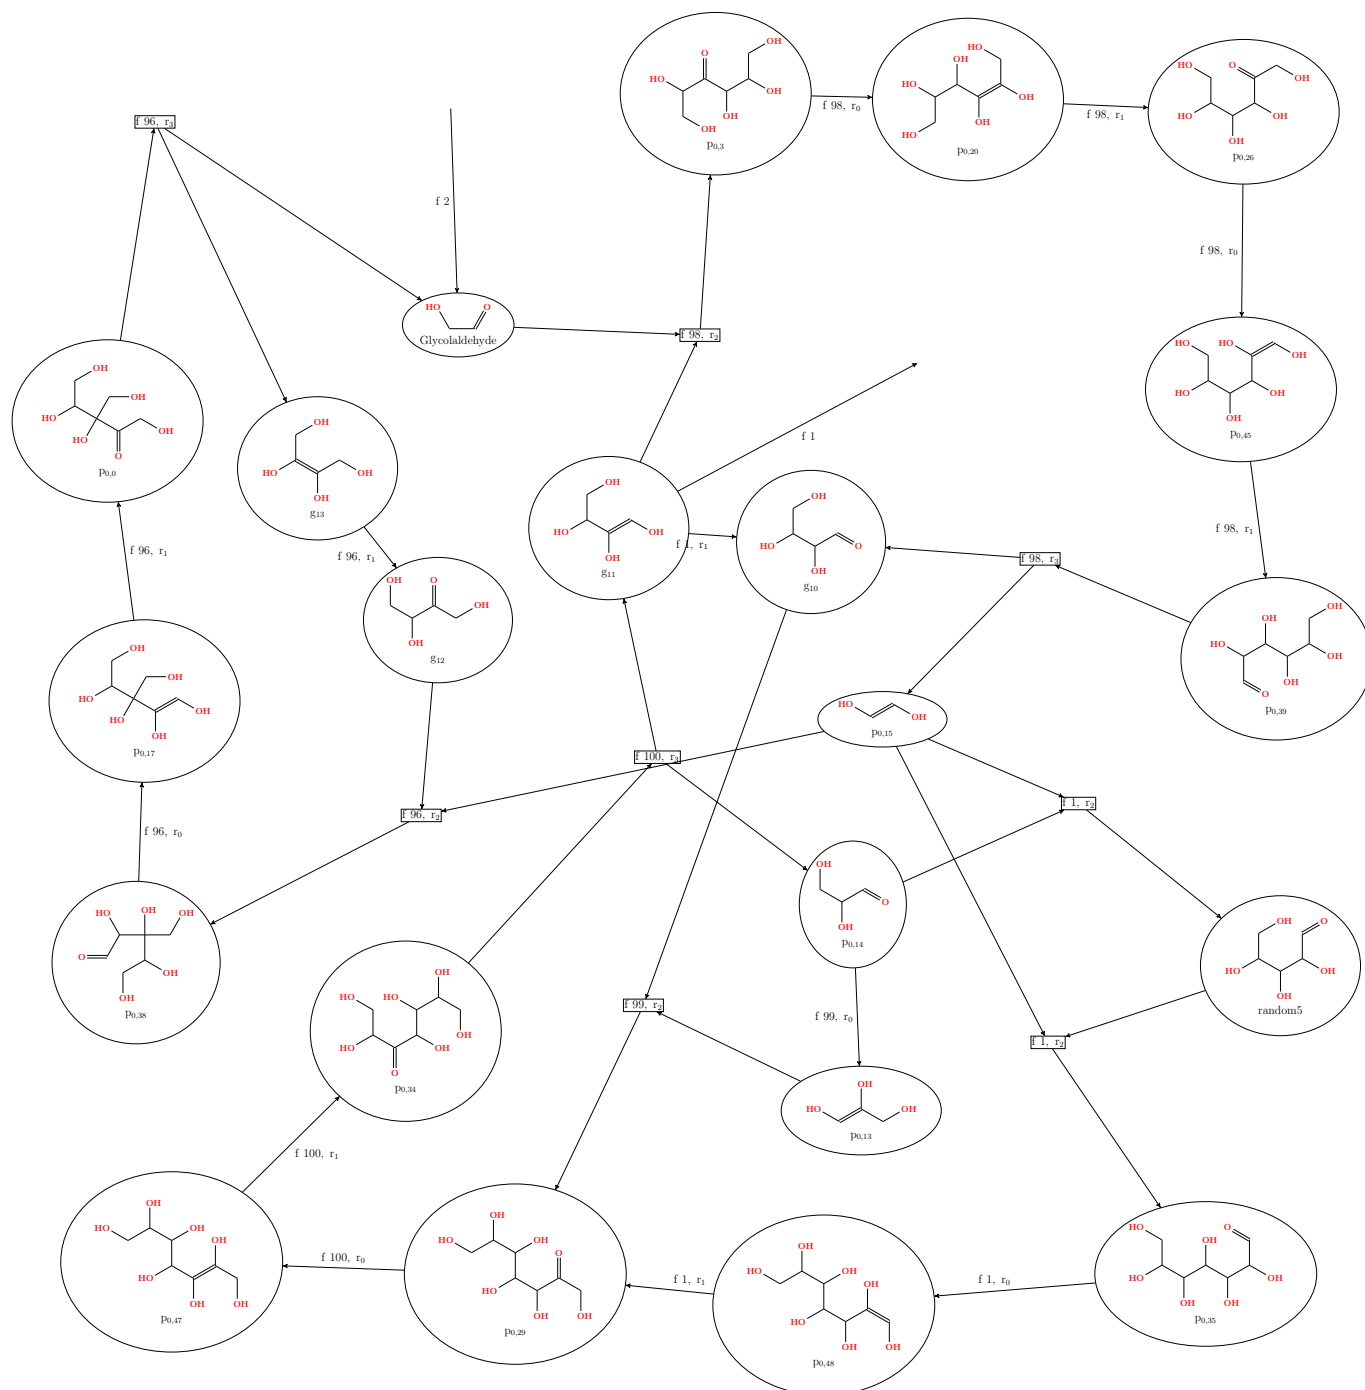 OH
O
HO
OH
OH
OH
p0,3
f 98, r0
HO
OH
HO
OH
OH
HO
p0,20
f 98, r1
HO
O
OH
HO
OH
OH
p0,26
f 96, r3
f 2
f 98, r0
HO
O
Glycolaldehyde
f 98, r2
HO
HO
OH
HO
OH
OH
p0,45
OH
OH
HO
HO
OH
O
p0,0
OH
HO
OH
OH
g13
f 1
OH
HO
OH
OH
g11
f 1, r1
OH
HO
O
OH
g10
f 98, r1
f 98, r3
f 96, r1
f 96, r1
OH
O
OH
OH
g12
OH
OH
HO
OH
OH
O
p0,39
OH
OH
HO
HO
OH
OH
p0,17
HO
OH
p0,15
f 100, r3
f 96, r2
f 1, r2
f 96, r0
OH
O
OH
p0,14
HO
OH
OH
O
OH
OH
p0,38
OH
O
HO
OH
OH
random5
OH
HO
HO
OH
HO
OH
O
p0,34
f 99, r2
f 99, r0
f 1, r2
OH
HO
OH
p0,13
f 100, r1
OH
HO
OH
OH
HO
OH
OH
p0,47
f 100, r0
OH
HO
OH
O
HO
OH
OH
p0,29
f 1, r1
OH
HO
OH
OH
HO
OH
OH
p0,48
f 1, r0
HO
O
OH
HO
OH
OH
OH
p0,35